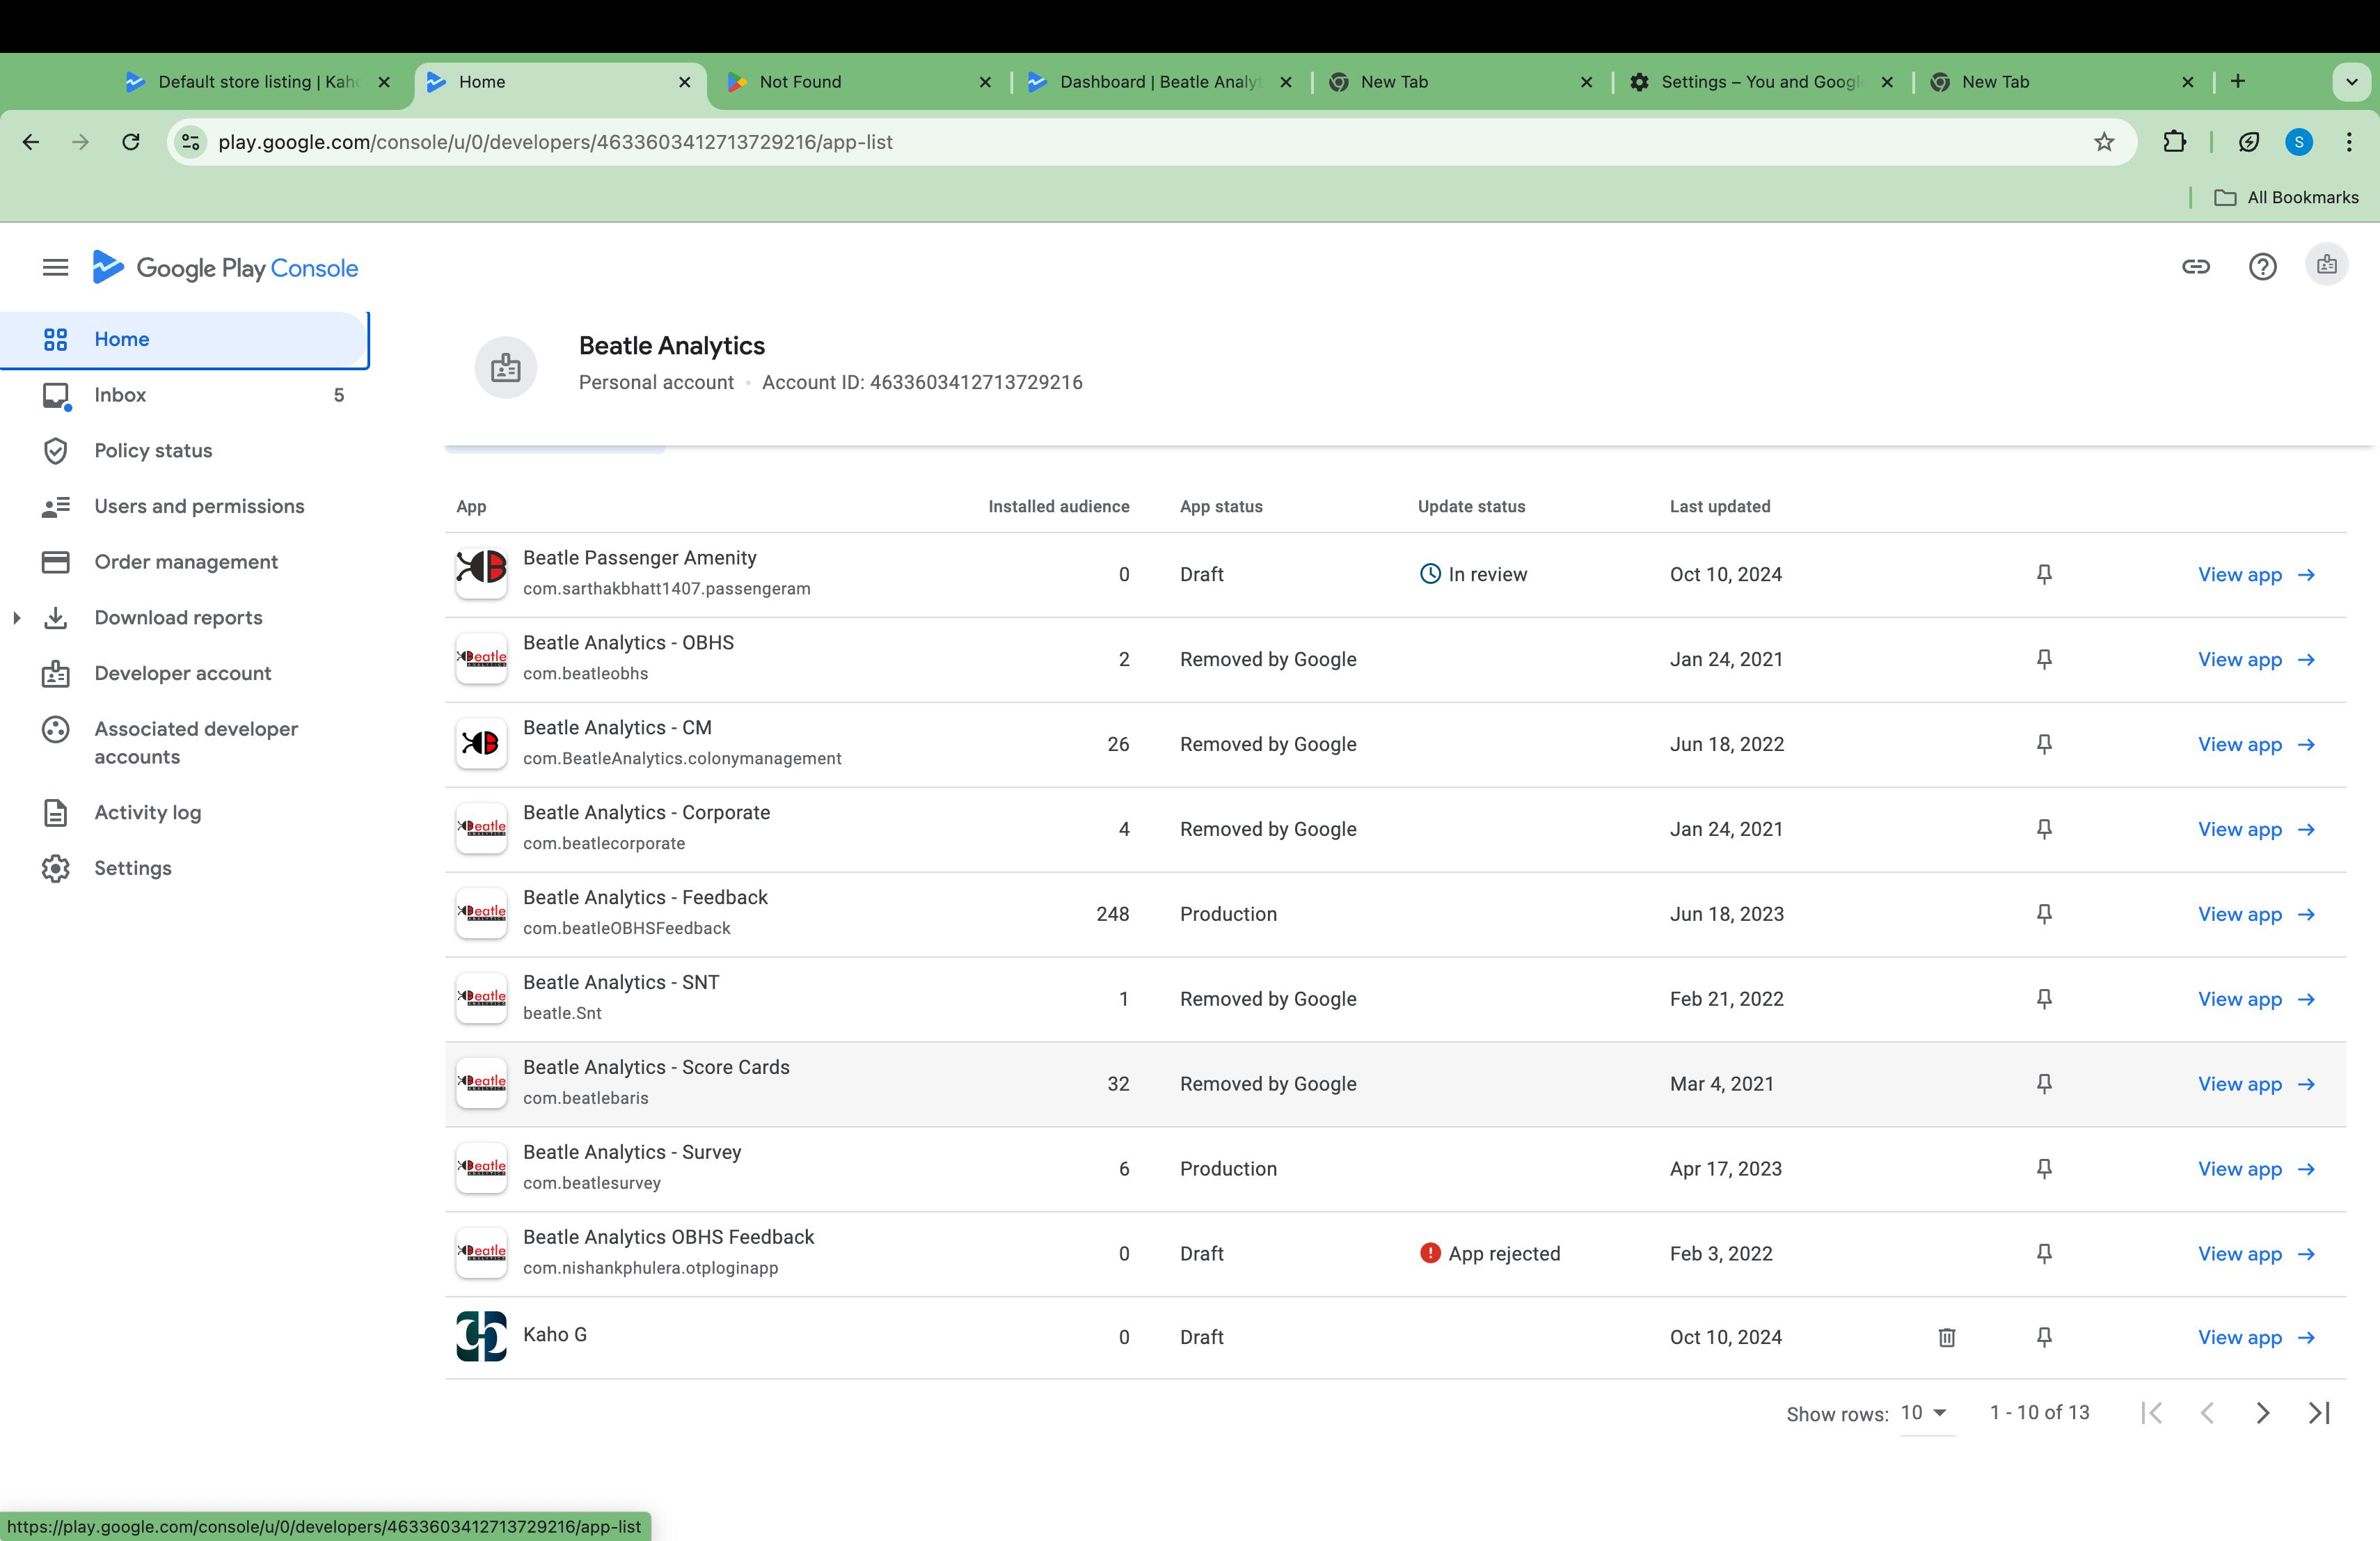 Default store listing | Kaho
Home
Not Found
Dashboard | Beatle Analyt
New Tab
Settings – You and Googl
New Tab
play.google.com/console/u/0/developers/4633603412713729216/app-list
S
All Bookmarks
Google Play Console
Home
Inbox 5
Policy status
Users and permissions
Order management
Download reports
Developer account
Associated developer
accounts
Activity log
Settings
Beatle Analytics
Personal account • Account ID: 4633603412713729216
App Installed audience App status Update status Last updated
Beatle Passenger Amenity
com.sarthakbhatt1407.passengeram
0 Draft In review Oct 10, 2024 View app
Beatle Analytics - OBHS
com.beatleobhs
2 Removed by Google Jan 24, 2021 View app
Beatle Analytics - CM
com.BeatleAnalytics.colonymanagement
26 Removed by Google Jun 18, 2022 View app
Beatle Analytics - Corporate
com.beatlecorporate
4 Removed by Google Jan 24, 2021 View app
Beatle Analytics - Feedback
com.beatleOBHSFeedback
248 Production Jun 18, 2023 View app
Beatle Analytics - SNT
beatle.Snt
1 Removed by Google Feb 21, 2022 View app
Beatle Analytics - Score Cards
com.beatlebaris
32 Removed by Google Mar 4, 2021 View app
Beatle Analytics - Survey
com.beatlesurvey
6 Production Apr 17, 2023 View app
Beatle Analytics OBHS Feedback
com.nishankphulera.otploginapp
0 Draft App rejected Feb 3, 2022 View app
Kaho G
0 Draft Oct 10, 2024 View app
Show rows: 10 1 - 10 of 13
https://play.google.com/console/u/0/developers/4633603412713729216/app-list